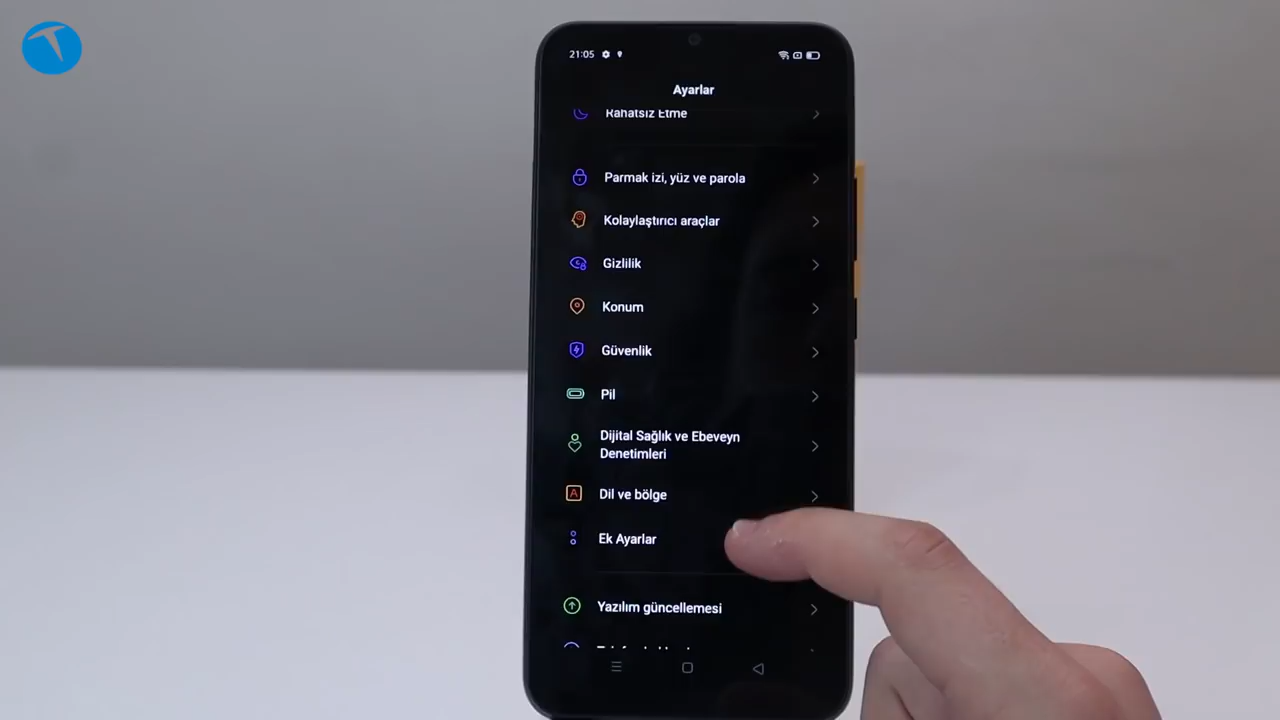 21:05
Ayarlar
Rahatsız Etme
Parmak izi, yüz ve parola
Kolaylaştırıcı araçlar
Gizlilik
Konum
Güvenlik
Pil
Dijital Sağlık ve Ebeveyn
Denetimleri
Dil ve bölge
Ek Ayarlar
Yazılım güncellemesi